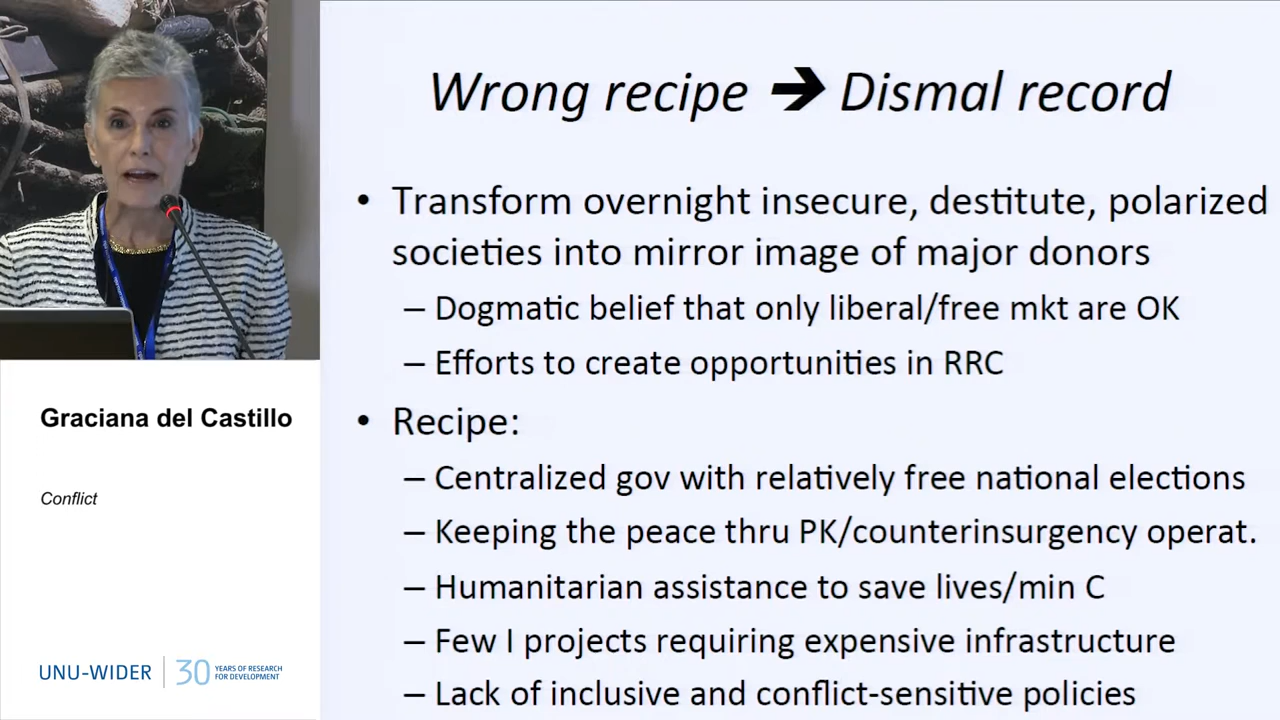 Wrong recipe ➔ Dismal record
• Transform overnight insecure, destitute, polarized
societies into mirror image of major donors
– Dogmatic belief that only liberal/free mkt are OK
– Efforts to create opportunities in RRC
• Recipe:
– Centralized gov with relatively free national elections
– Keeping the peace thru PK/counterinsurgency operat.
– Humanitarian assistance to save lives/min C
– Few I projects requiring expensive infrastructure
– Lack of inclusive and conflict-sensitive policies
Graciana del Castillo
Conflict
UNU-WIDER
30 YEARS OF RESEARCH
FOR DEVELOPMENT